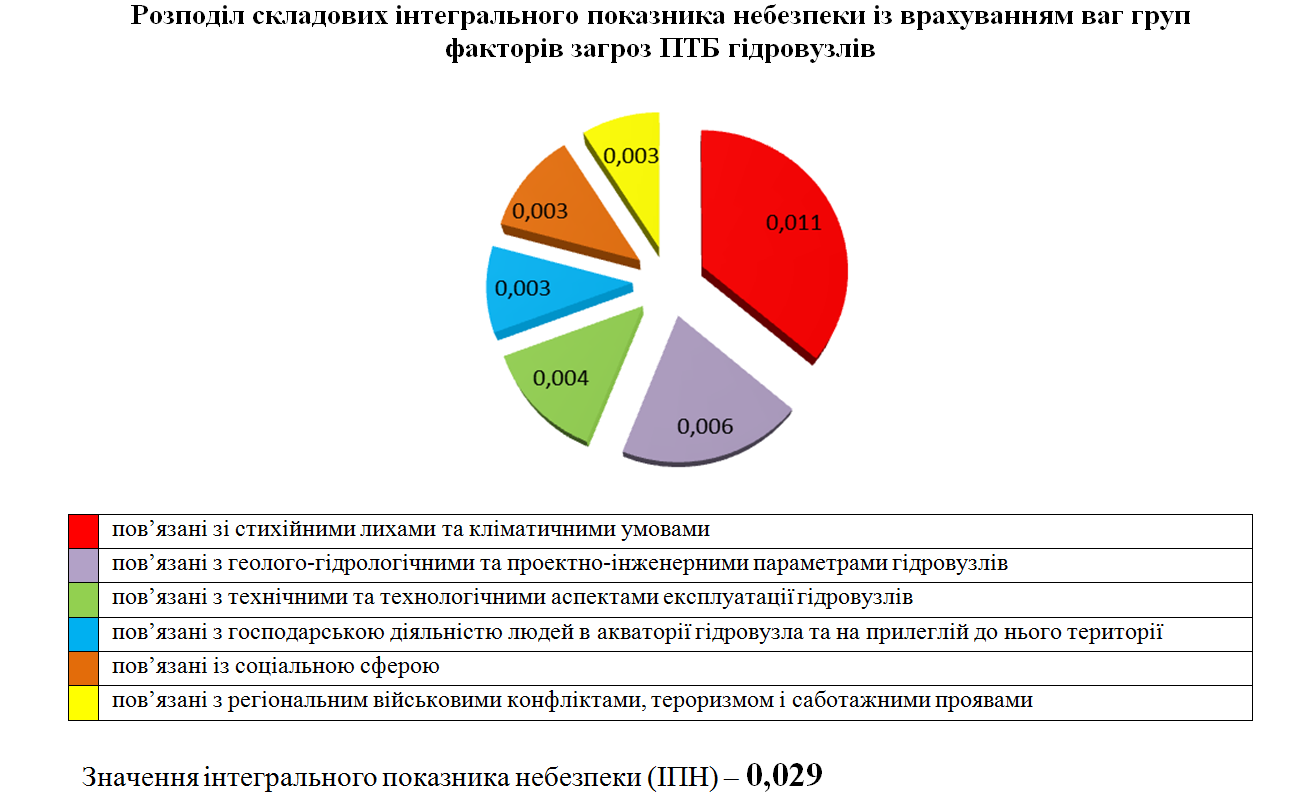 Розподіл складових інтегрального показника небезпеки із врахуванням ваг груп
факторів загроз ПТБ гідровузлів
0,003
0,011
0,003
0,003
0,004
0,006
пов’язані зі стихійними лихами та кліматичними умовами
пов’язані з геолого-гідрологічними та проектно-інженерними параметрами гідровузлів
пов’язані з технічними та технологічними аспектами експлуатації гідровузлів
пов’язані з господарською діяльністю людей в акваторії гідровузла та на прилеглій до нього території
пов’язані із соціальною сферою
пов’язані з регіональним військовими конфліктами, тероризмом і саботажними проявами
Значення інтегрального показника небезпеки (ІПН) – 0,029